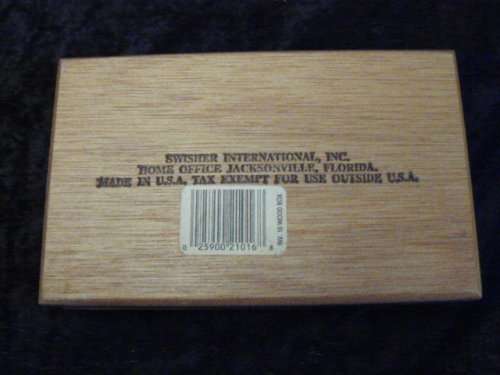 SWISHER INTERNATIONAL, INC.
HOME OFFICE JACKSONVILLE, FLORIDA.
MADE IN U.S.A. TAX EXEMPT FOR USE OUTSIDE U.S.A.
0 25900 21016 8